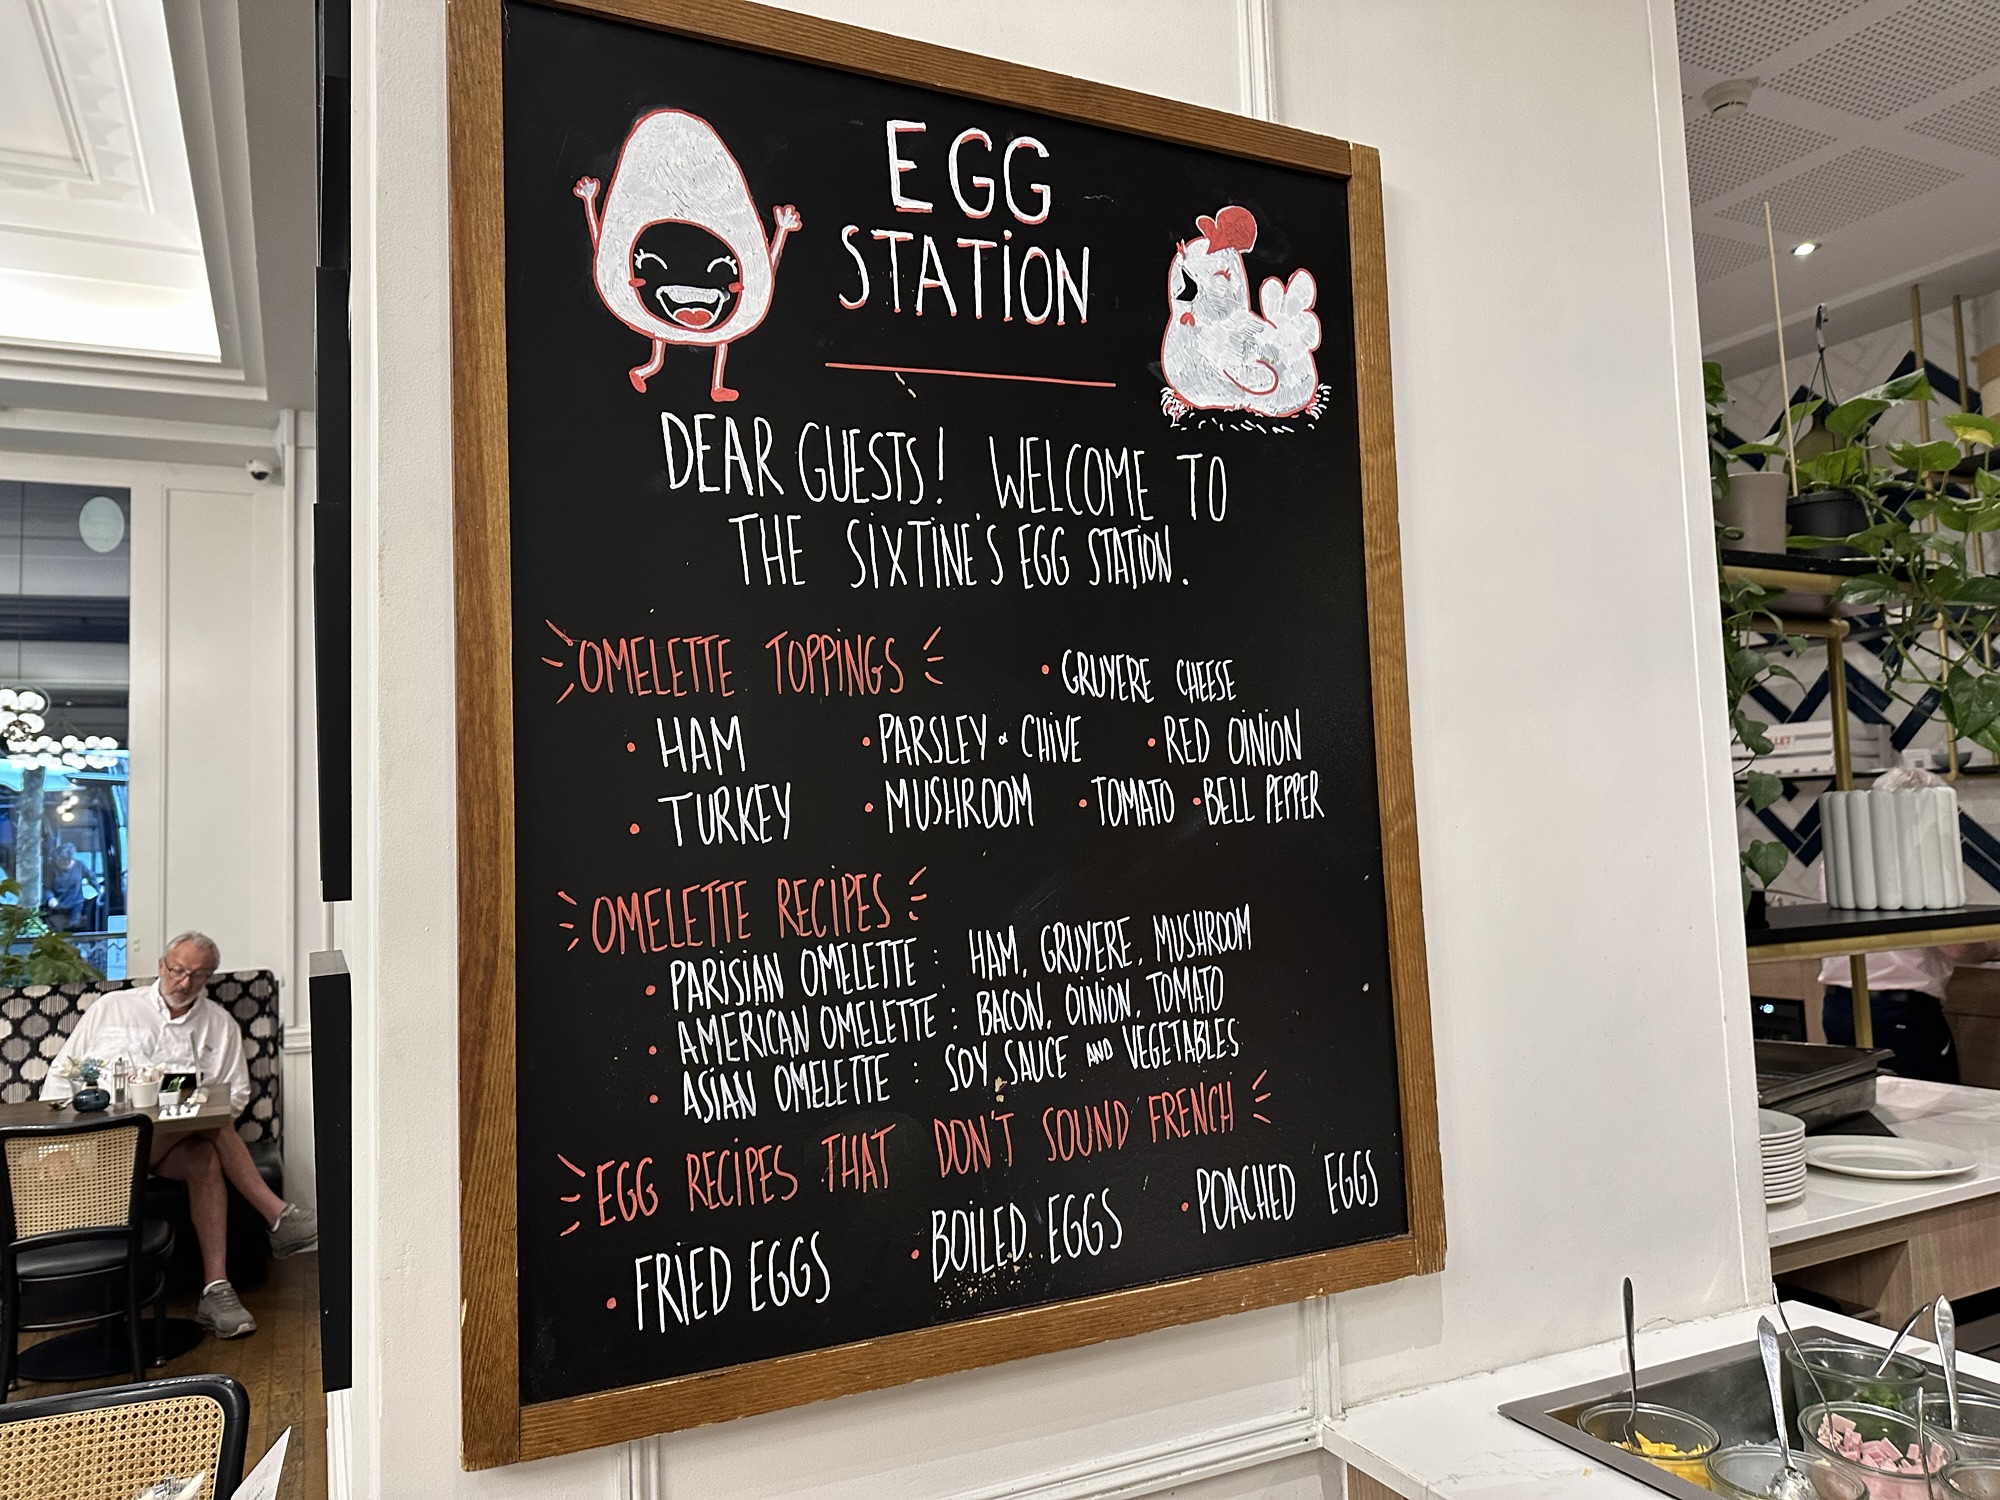 EGG
STATION
DEAR GUESTS! WELCOME TO
THE SIXTINE'S EGG STATION.
OMELETTE TOPPINGS
• GRUYERE CHEESE
• HAM • PARSLEY & CHIVE • RED OINION
• TURKEY • MUSHROOM • TOMATO • BELL PEPPER
OMELETTE RECIPES
• PARISIAN OMELETTE : HAM, GRUYERE, MUSHROOM
• AMERICAN OMELETTE : BACON, OINION, TOMATO
• ASIAN OMELETTE : SOY SAUCE AND VEGETABLES
EGG RECIPES THAT DON'T SOUND FRENCH
• FRIED EGGS • BOILED EGGS • POACHED EGGS